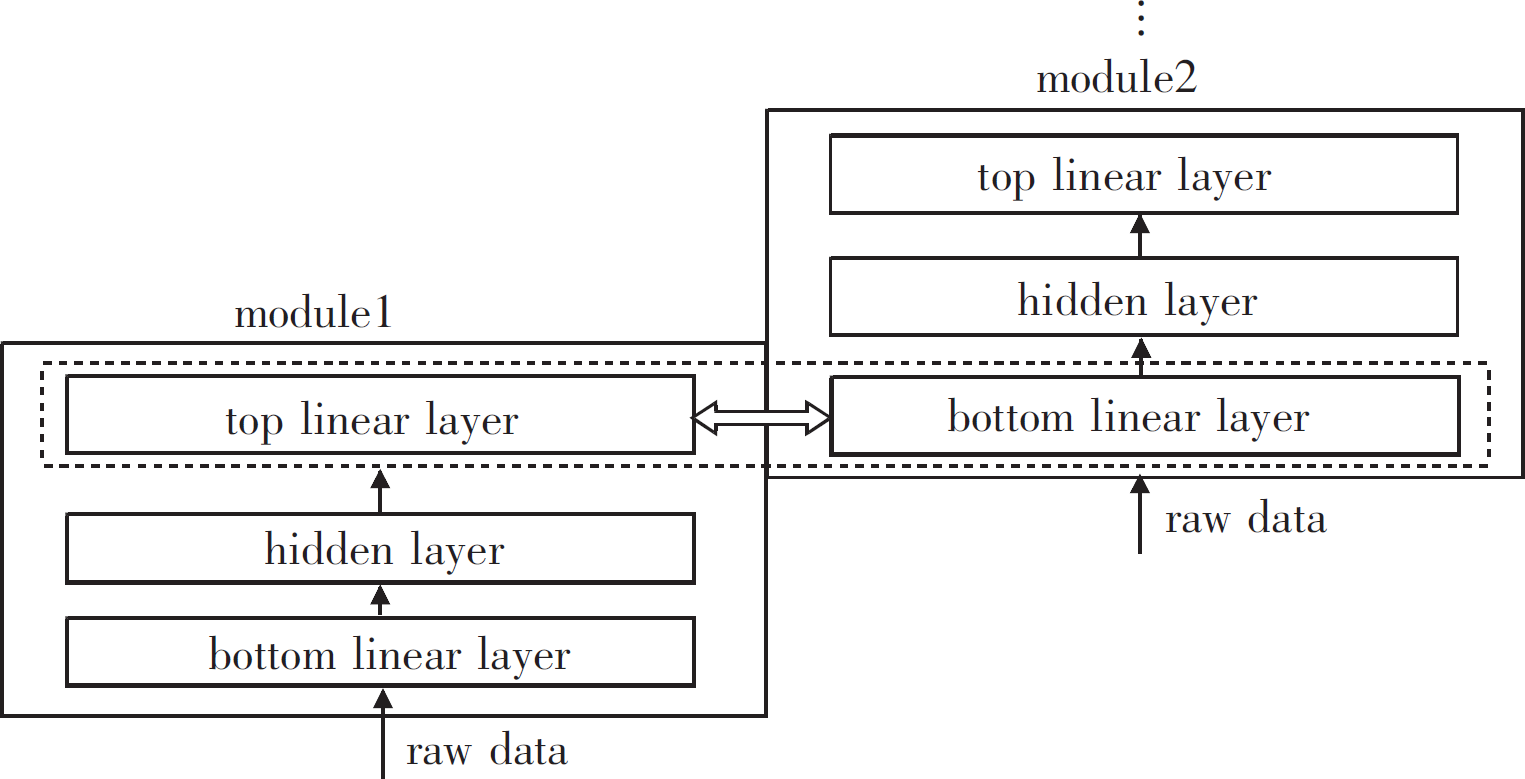 module2
top linear layer
hidden layer
bottom linear layer
raw data
module1
top linear layer
hidden layer
bottom linear layer
raw data